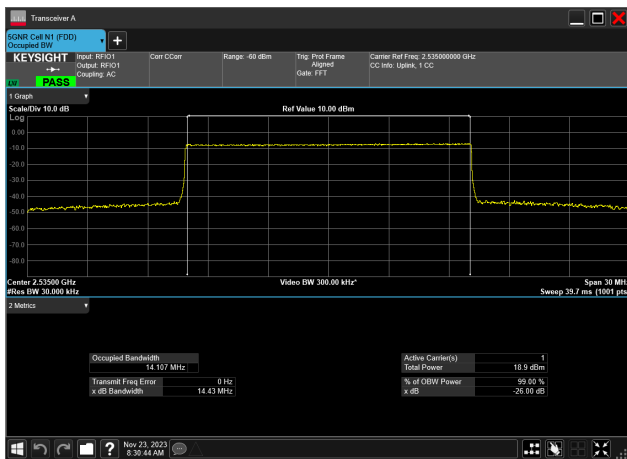 Transceiver A
5GNR Cell N1 (FDD)
Occupied BW
KEYSIGHT
LV
PASS
Input: RFIO1
Output: RFIO1
Coupling: AC
Corr CCorr
Range: -60 dBm
Trig: Prot Frame
Aligned
Gate: FFT
Carrier Ref Freq: 2.535000000 GHz
CC Info: Uplink, 1 CC
1 Graph
Scale/Div 10.0 dB
Ref Value 10.00 dBm
Log
0.00
-10.0
-20.0
-30.0
-40.0
-50.0
-60.0
-70.0
-80.0
Center 2.53500 GHz
Video BW 300.00 kHz*
Span 30 MH
#Res BW 30.000 kHz
Sweep 39.7 ms (1001 pts
2 Metrics
Occupied Bandwidth
14.107 MHz
Active Carrier(s) 1
Total Power 18.9 dBm
Transmit Freq Error 0 Hz
x dB Bandwidth 14.43 MHz
% of OBW Power 99.00 %
x dB -26.00 dB
Nov 23, 2023
8:30:44 AM